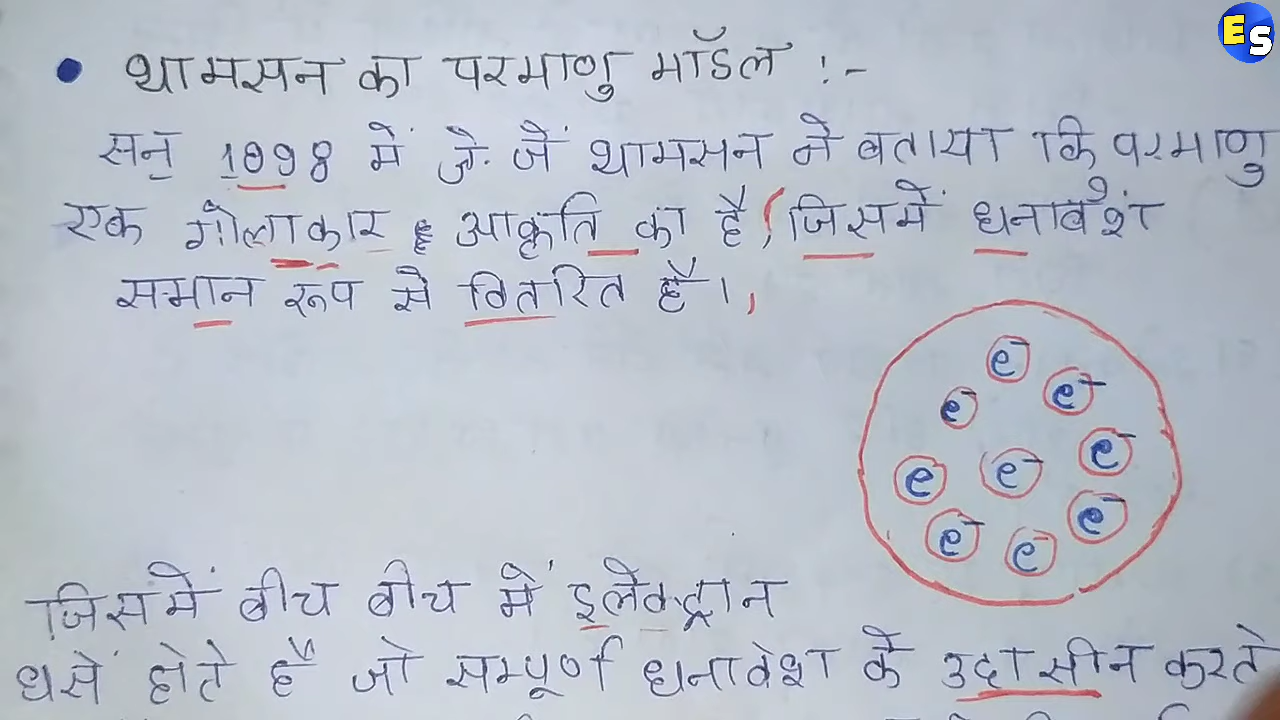 ES
• थामसन का परमाणु मॉडल :-
सन् 1898 में जे. जें थामसन ने बताया कि परमाणु
एक गोलाकार आकृति का है, जिसमें धनावेशं
समान रूप से वितरित है।,
e⁻
e⁻ e⁻
e⁻
e e⁻
e⁻
e⁻ e⁻
जिसमें बीच बीच में इलेक्ट्रान
धसें होते है जो सम्पूर्ण धनावेश के उदासीन करते